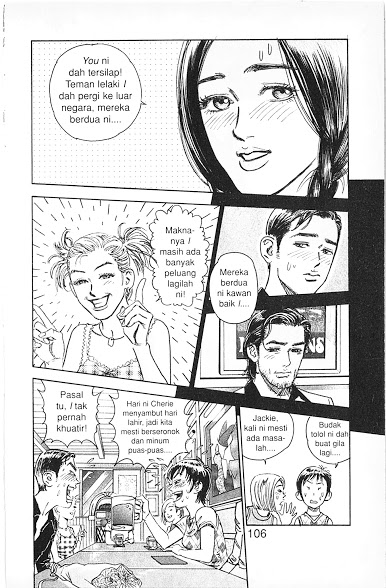 You ni
dah tersilap!
Teman lelaki I
dah pergi ke luar
negara, mereka
berdua ni....
Makna-
nya I
masih ada
banyak
peluang
lagilah
ni!
Mereka
berdua
ni kawan
baik I....
Pasal
tu, I tak
pernah
khuatir!
Hari ni Cherie
menyambut hari
lahir, jadi kita
mesti berseronok
dan minum
puas-puas....
Jackie,
kali ni mesti
ada masa-
lah....
Budak
tolol ni dah
buat gila
lagi....
106